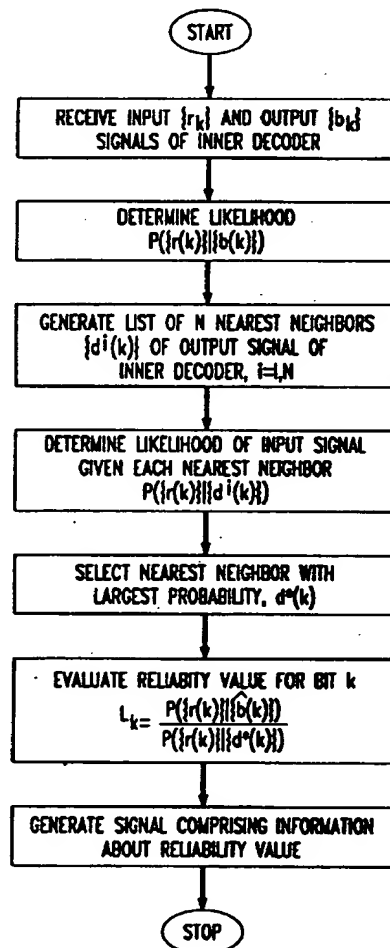 START
RECEIVE INPUT {rk} AND OUTPUT {bk}
SIGNALS OF INNER DECODER
DETERMINE LIKELIHOOD
P({r(k)}|{b(k)})
GENERATE LIST OF N NEAREST NEIGHBORS
{d^i(k)} OF OUTPUT SIGNAL OF
INNER DECODER, i=1,N
DETERMINE LIKELIHOOD OF INPUT SIGNAL
GIVEN EACH NEAREST NEIGHBOR
P({r(k)}|{d^i(k)})
SELECT NEAREST NEIGHBOR WITH
LARGEST PROBABILITY, d*(k)
EVALUATE RELIABITY VALUE FOR BIT k
Lk= P({r(k)}|{b̂(k)})
P({r(k)}|{d*(k)})
GENERATE SIGNAL COMPRISING INFORMATION
ABOUT RELIABILITY VALUE
STOP